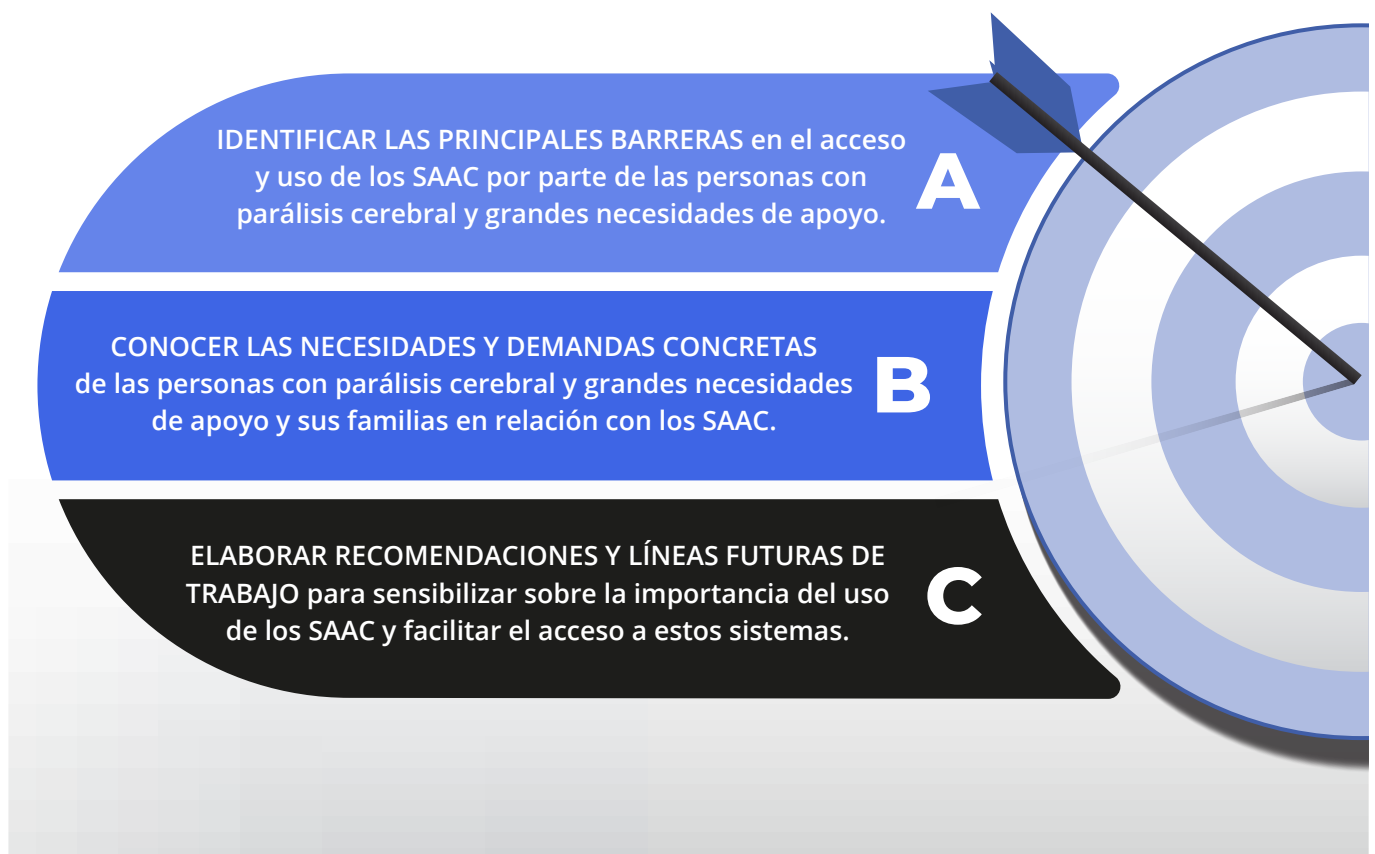 IDENTIFICAR LAS PRINCIPALES BARRERAS en el acceso
y uso de los SAAC por parte de las personas con
parálisis cerebral y grandes necesidades de apoyo.
A
CONOCER LAS NECESIDADES Y DEMANDAS CONCRETAS
de las personas con parálisis cerebral y grandes necesidades
de apoyo y sus familias en relación con los SAAC.
B
ELABORAR RECOMENDACIONES Y LÍNEAS FUTURAS DE
TRABAJO para sensibilizar sobre la importancia del uso
de los SAAC y facilitar el acceso a estos sistemas.
C